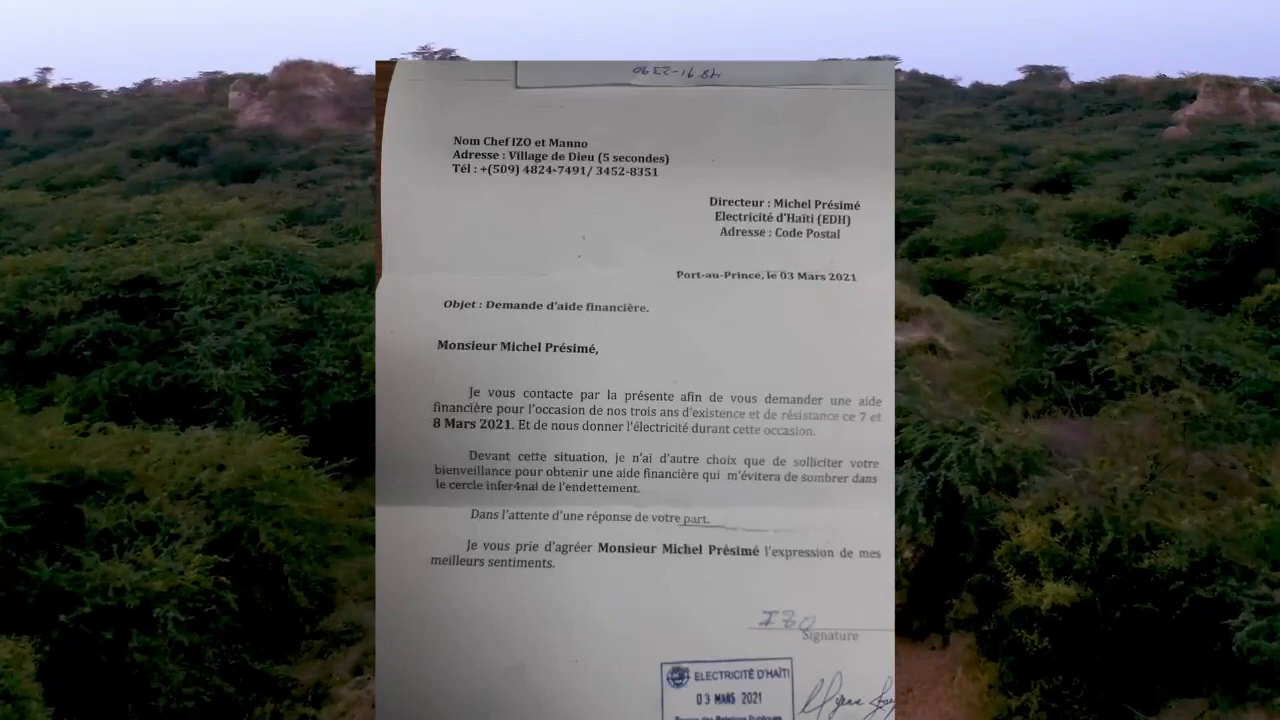 48 91-2390
Nom Chef IZO et Manno
Adresse : Village de Dieu (5 secondes)
Tél : +(509) 4824-7491/ 3452-8351
Directeur : Michel Présimé
Electricité d'Haïti (EDH)
Adresse : Code Postal
Port-au-Prince, le 03 Mars 2021
Objet : Demande d'aide financière.
Monsieur Michel Présimé,
Je vous contacte par la présente afin de vous demander une aide
financière pour l'occasion de nos trois ans d'existence et de résistance ce 7 et
8 Mars 2021. Et de nous donner l'électricité durant cette occasion.
Devant cette situation, je n'ai d'autre choix que de solliciter votre
bienveillance pour obtenir une aide financière qui m'évitera de sombrer dans
le cercle infer4nal de l'endettement.
Dans l'attente d'une réponse de votre part.
Je vous prie d'agréer Monsieur Michel Présimé l'expression de mes
meilleurs sentiments.
IZO
Signature
ELECTRICITÉ D'HAÏTI
03 MARS 2021